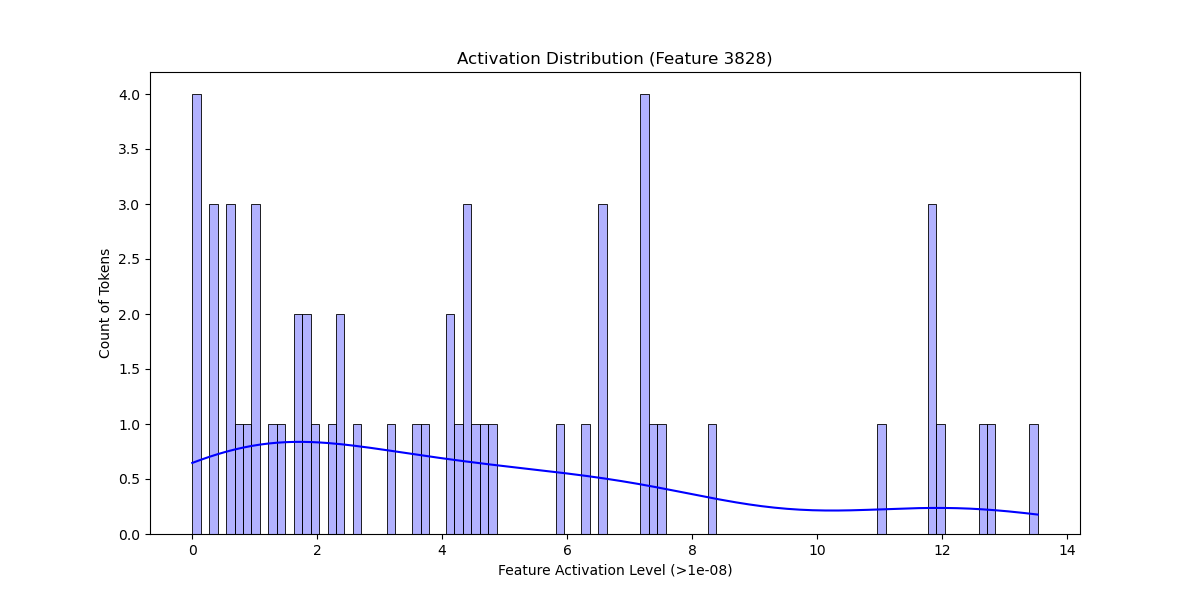 Activation Distribution (Feature 3828)
4.0
3.5
3.0
2.5
2.0
1.5
1.0
0.5
0.0
Count of Tokens
0 2 4 6 8 10 12 14
Feature Activation Level (>1e-08)